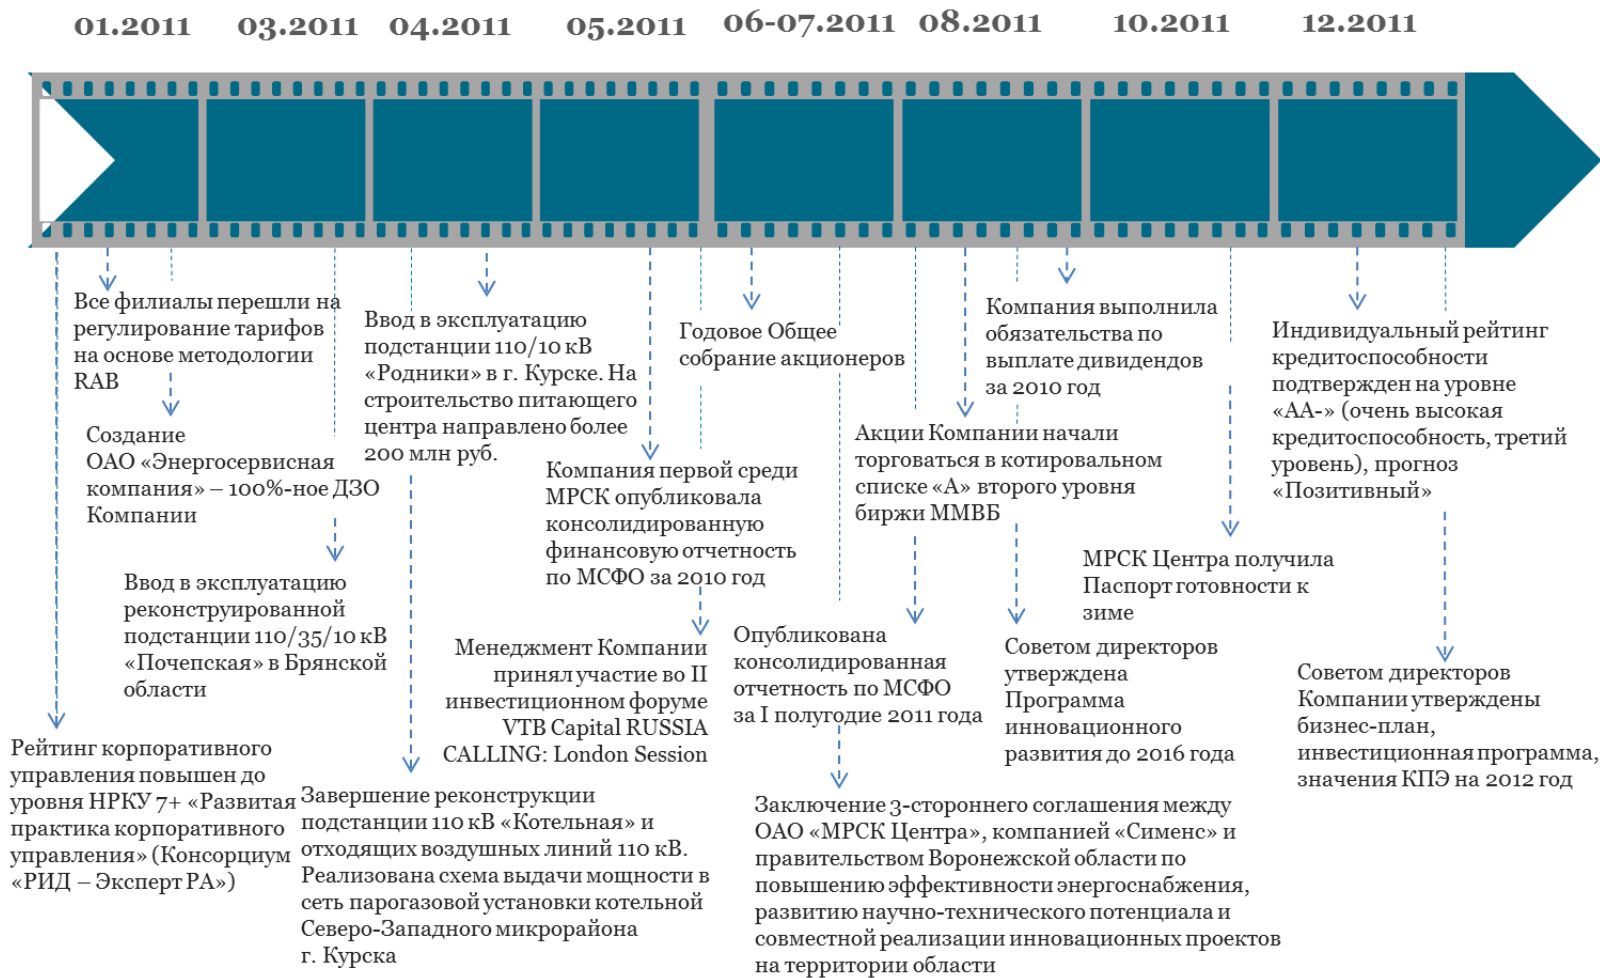 01.2011
03.2011
04.2011
05.2011
06-07.2011
08.2011
10.2011
12.2011
Все филиалы перешли на
регулирование тарифов
на основе методологии
RAB
Создание
ОАО «Энергосервисная
компания» – 100%-ное ДЗО
Компании
Ввод в эксплуатацию
реконструированной
подстанции 110/35/10 кВ
«Почепская» в Брянской
области
Рейтинг корпоративного
управления повышен до
уровня НРКУ 7+ «Развитая
практика корпоративного
управления» (Консорциум
«РИД – Эксперт РА»)
Ввод в эксплуатацию
подстанции 110/10 кВ
«Родники» в г. Курске. На
строительство питающего
центра направлено более
200 млн руб.
Завершение реконструкции
подстанции 110 кВ «Котельная» и
отходящих воздушных линий 110 кВ.
Реализована схема выдачи мощности в
сеть парогазовой установки котельной
Северо-Западного микрорайона
г. Курска
Компания первой среди
МРСК опубликовала
консолидированную
финансовую отчетность
по МСФО за 2010 год
Менеджмент Компании
принял участие во II
инвестиционном форуме
VTB Capital RUSSIA
CALLING: London Session
Годовое Общее
собрание акционеров
Опубликована
консолидированная
отчетность по МСФО
за I полугодие 2011 года
Заключение 3-стороннего соглашения между
ОАО «МРСК Центра», компанией «Сименс» и
правительством Воронежской области по
повышению эффективности энергоснабжения,
развитию научно-технического потенциала и
совместной реализации инновационных проектов
на территории области
Компания выполнила
обязательства по
выплате дивидендов
за 2010 год
Акции Компании начали
торговаться в котировальном
списке «А» второго уровня
биржи ММВБ
Советом директоров
утверждена
Программа
инновационного
развития до 2016 года
МРСК Центра получила
Паспорт готовности к
зиме
Индивидуальный рейтинг
кредитоспособности
подтвержден на уровне
«АА-» (очень высокая
кредитоспособность, третий
уровень), прогноз
«Позитивный»
Советом директоров
Компании утверждены
бизнес-план,
инвестиционная программа,
значения КПЭ на 2012 год